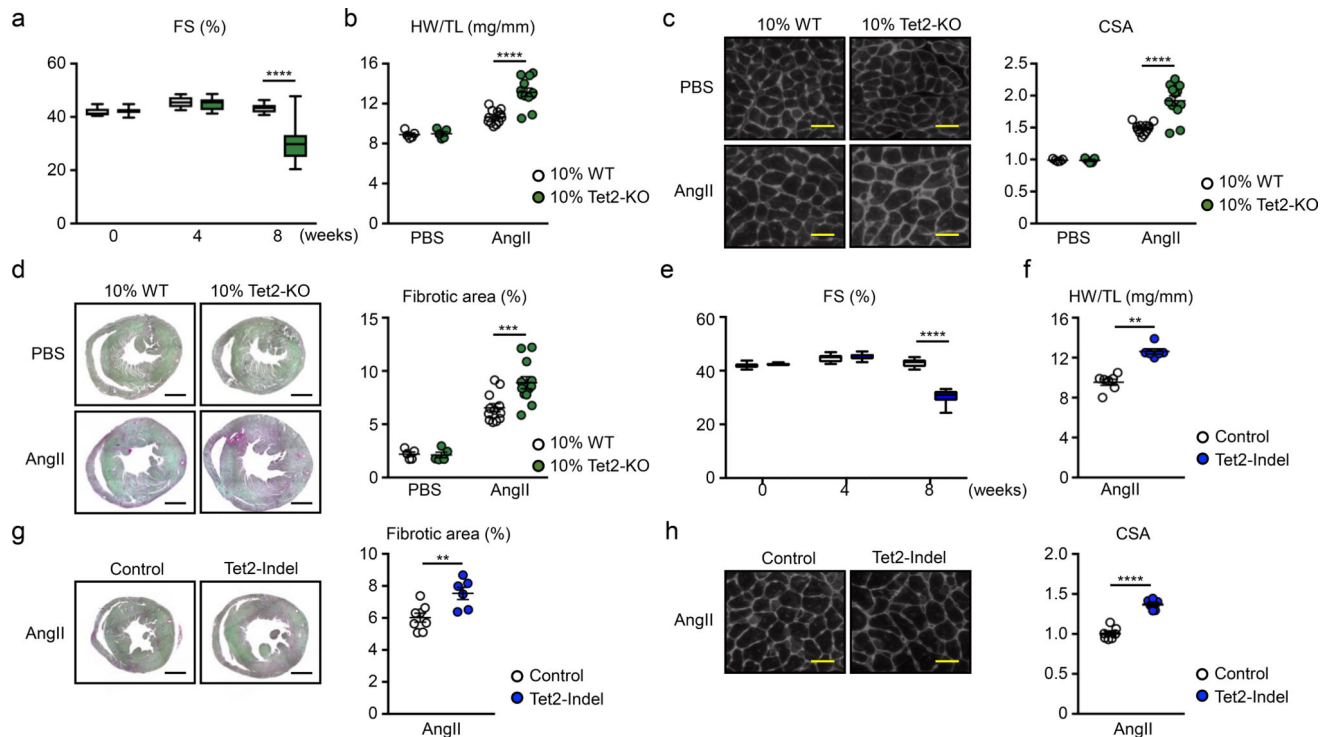 a
FS (%)
60
40
20
0
****
0
4
8
(weeks)
b
HW/TL (mg/mm)
16
12
8
4
0
****
10% WT
10% Tet2-KO
PBS
AngII
c
10% WT
10% Tet2-KO
PBS
AngII
CSA
2.5
2.0
1.5
1.0
0.5
0
****
10% WT
10% Tet2-KO
PBS
AngII
d
10% WT
10% Tet2-KO
PBS
AngII
Fibrotic area (%)
15
10
5
0
***
10% WT
10% Tet2-KO
PBS
AngII
e
FS (%)
60
40
20
0
****
0
4
8
(weeks)
f
HW/TL (mg/mm)
16
12
8
4
0
**
Control
Tet2-Indel
AngII
g
Control
Tet2-Indel
AngII
Fibrotic area (%)
10
8
6
4
2
0
**
Control
Tet2-Indel
AngII
h
Control
Tet2-Indel
AngII
CSA
2.0
1.5
1.0
0.5
0
****
Control
Tet2-Indel
AngII